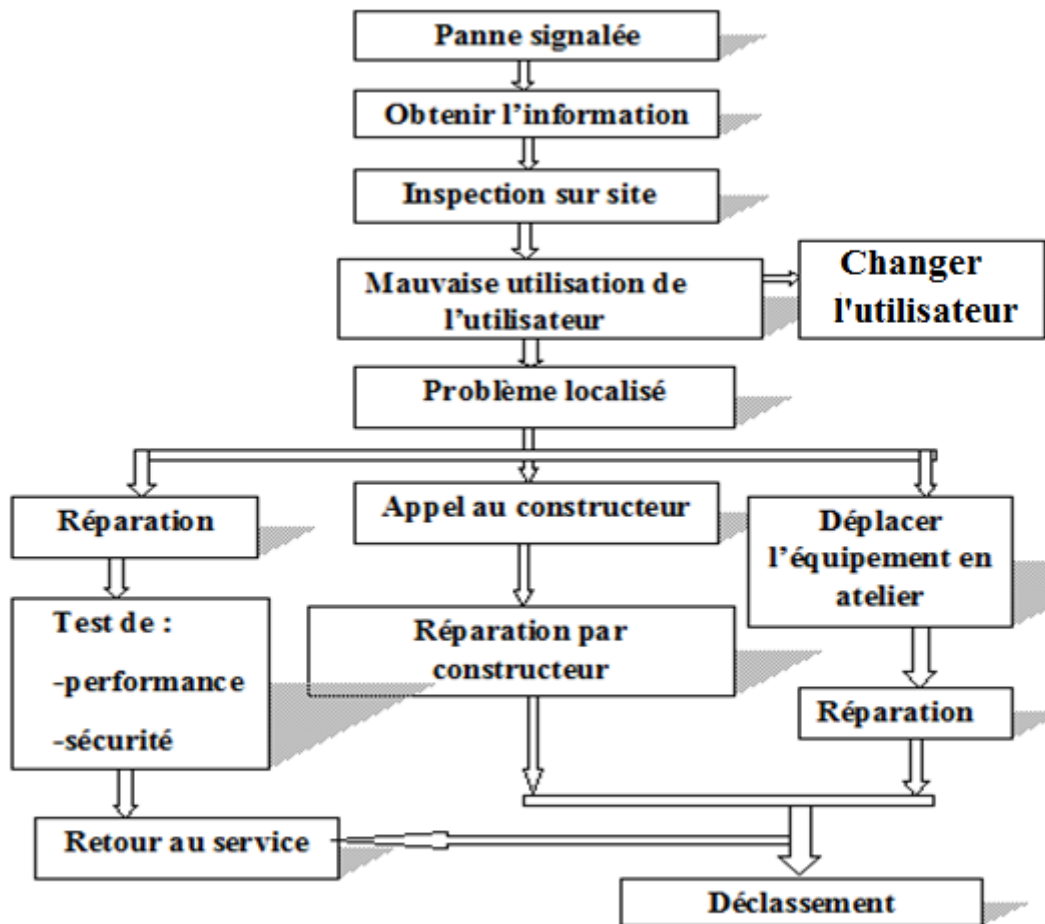 Panne signalée
Obtenir l'information
Inspection sur site
Mauvaise utilisation de
l'utilisateur
Changer
l'utilisateur
Problème localisé
Réparation
Appel au constructeur
Déplacer
l'équipement en
atelier
Test de :
-performance
-sécurité
Réparation par
constructeur
Réparation
Retour au service
Déclassement